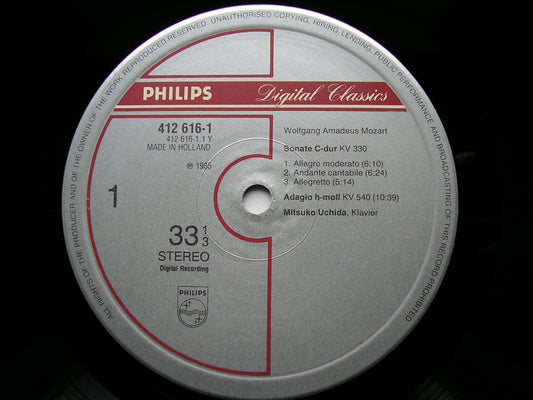 ALL RIGHTS OF THE PRODUCER AND OF THE OWNER OF THE WORK REPRODUCED RESERVED. UNAUTHORISED COPYING, HIRING, LENDING, PUBLIC PERFORMANCE AND BROADCASTING OF THIS RECORD PROHIBITED
PHILIPS Digital Classics
412 616-1
412 616-1.1 Y
MADE IN HOLLAND
℗ 1985
1
33 1/3
STEREO
Digital Recording
PHILIPS
Wolfgang Amadeus Mozart
Sonate C-dur KV 330
1. Allegro moderato (6:10)
2. Andante cantabile (6:24)
3. Allegretto (5:14)
Adagio h-moll KV 540 (10:39)
Mitsuko Uchida, Klavier